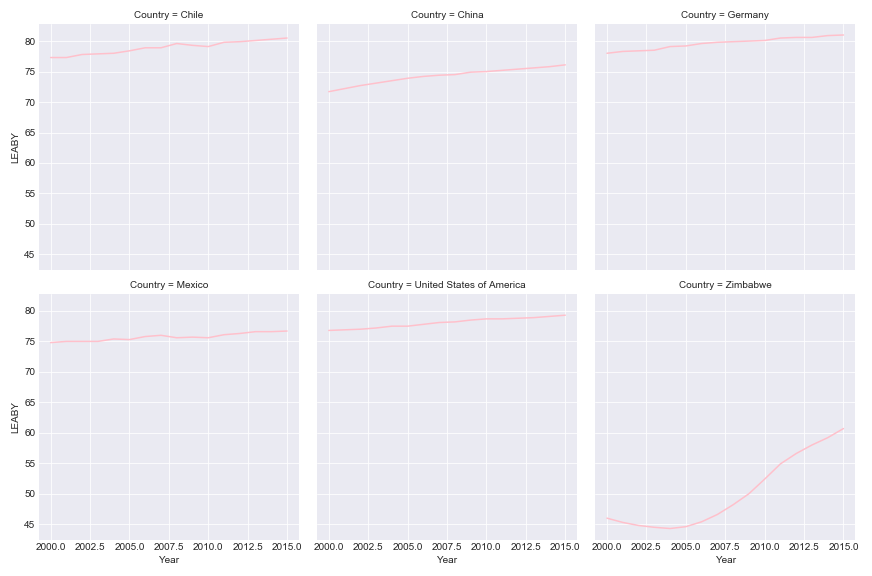 Country = Chile
Country = China
Country = Germany
LEABY
80
75
70
65
60
55
50
45
Country = Mexico
Country = United States of America
Country = Zimbabwe
LEABY
80
75
70
65
60
55
50
45
2000.0 2002.5 2005.0 2007.5 2010.0 2012.5 2015.0
2000.0 2002.5 2005.0 2007.5 2010.0 2012.5 2015.0
2000.0 2002.5 2005.0 2007.5 2010.0 2012.5 2015.0
Year
Year
Year